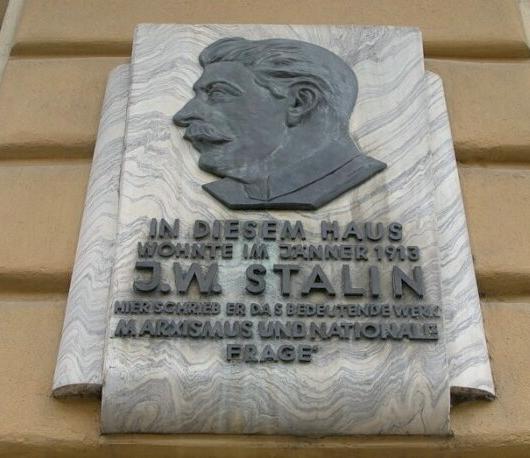 IN DIESEM HAUS
WOHNTE IM JÄNNER 1913
J.W. STALIN
HIER SCHRIEB ER DAS BEDEUTENDE WERK
„MARXISMUS UND NATIONALE
FRAGE“